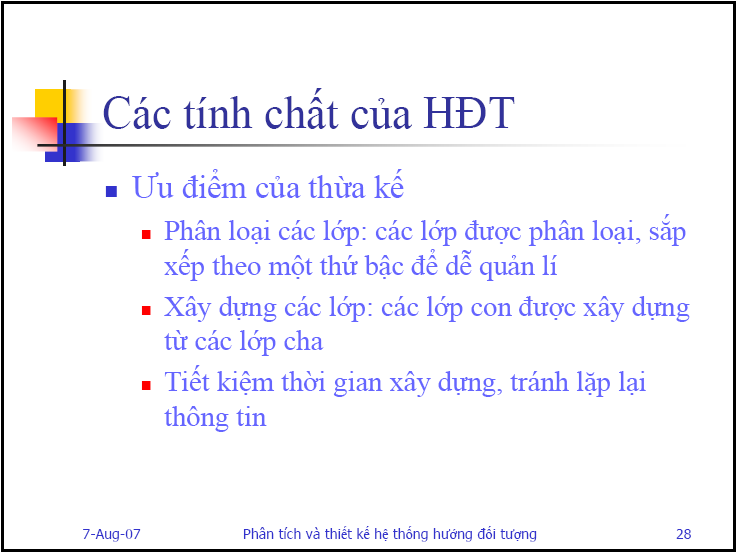 Các tính chất của HĐT
Ưu điểm của thừa kế
Phân loại các lớp: các lớp được phân loại, sắp
xếp theo một thứ bậc để dễ quản lí
Xây dựng các lớp: các lớp con được xây dựng
từ các lớp cha
Tiết kiệm thời gian xây dựng, tránh lặp lại
thông tin
7-Aug-07 Phân tích và thiết kế hệ thống hướng đối tượng 28